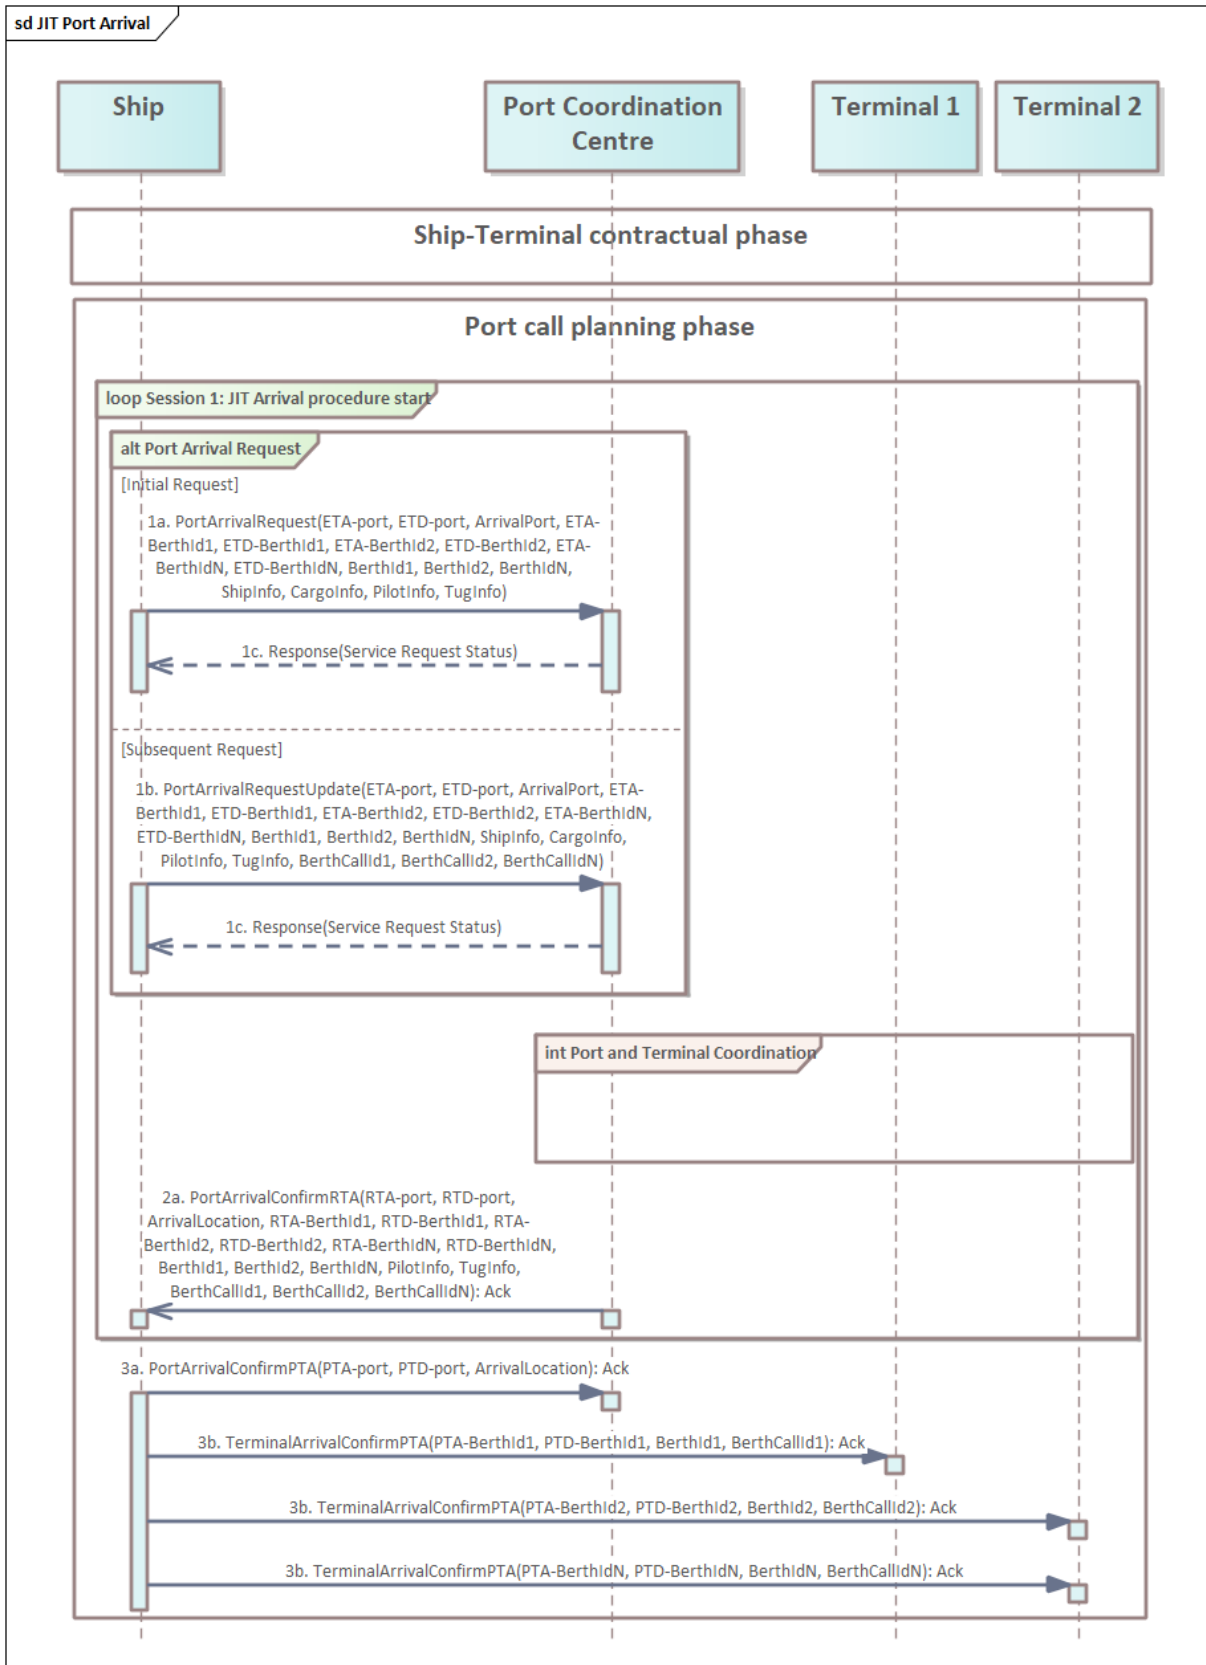 sd JIT Port Arrival
Ship
Port Coordination
Centre
Terminal 1
Terminal 2
Ship-Terminal contractual phase
Port call planning phase
loop Session 1: JIT Arrival procedure start
alt Port Arrival Request
[Initial Request]
1a. PortArrivalRequest(ETA-port, ETD-port, ArrivalPort, ETA-
BerthId1, ETD-BerthId1, ETA-BerthId2, ETD-BerthId2, ETA-
BerthIdN, ETD-BerthIdN, BerthId1, BerthId2, BerthIdN,
ShipInfo, CargoInfo, PilotInfo, TugInfo)
1c. Response(Service Request Status)
[Subsequent Request]
1b. PortArrivalRequestUpdate(ETA-port, ETD-port, ArrivalPort, ETA-
BerthId1, ETD-BerthId1, ETA-BerthId2, ETD-BerthId2, ETA-BerthIdN,
ETD-BerthIdN, BerthId1, BerthId2, BerthIdN, ShipInfo, CargoInfo,
PilotInfo, TugInfo, BerthCallId1, BerthCallId2, BerthCallIdN)
1c. Response(Service Request Status)
int Port and Terminal Coordination
2a. PortArrivalConfirmRTA(RTA-port, RTD-port,
ArrivalLocation, RTA-BerthId1, RTD-BerthId1, RTA-
BerthId2, RTD-BerthId2, RTA-BerthIdN, RTD-BerthIdN,
BerthId1, BerthId2, BerthIdN, PilotInfo, TugInfo,
BerthCallId1, BerthCallId2, BerthCallIdN): Ack
3a. PortArrivalConfirmPTA(PTA-port, PTD-port, ArrivalLocation): Ack
3b. TerminalArrivalConfirmPTA(PTA-BerthId1, PTD-BerthId1, BerthId1, BerthCallId1): Ack
3b. TerminalArrivalConfirmPTA(PTA-BerthId2, PTD-BerthId2, BerthId2, BerthCallId2): Ack
3b. TerminalArrivalConfirmPTA(PTA-BerthIdN, PTD-BerthIdN, BerthIdN, BerthCallIdN): Ack